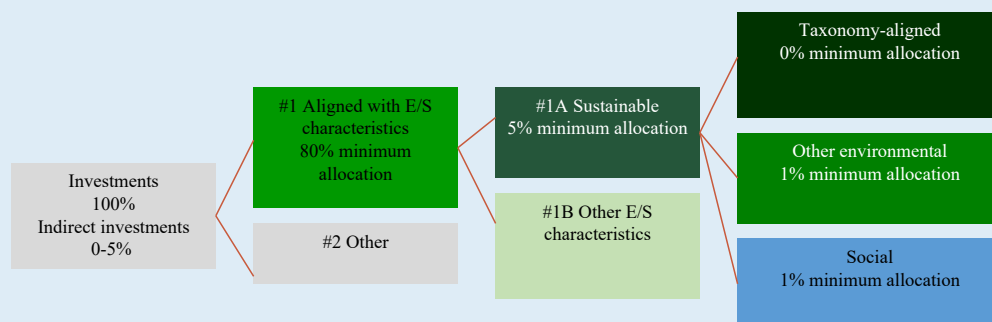 Investments
100%
Indirect investments
0-5%
#1 Aligned with E/S
characteristics
80% minimum
allocation
#2 Other
#1A Sustainable
5% minimum allocation
#1B Other E/S
characteristics
Taxonomy-aligned
0% minimum allocation
Other environmental
1% minimum allocation
Social
1% minimum allocation